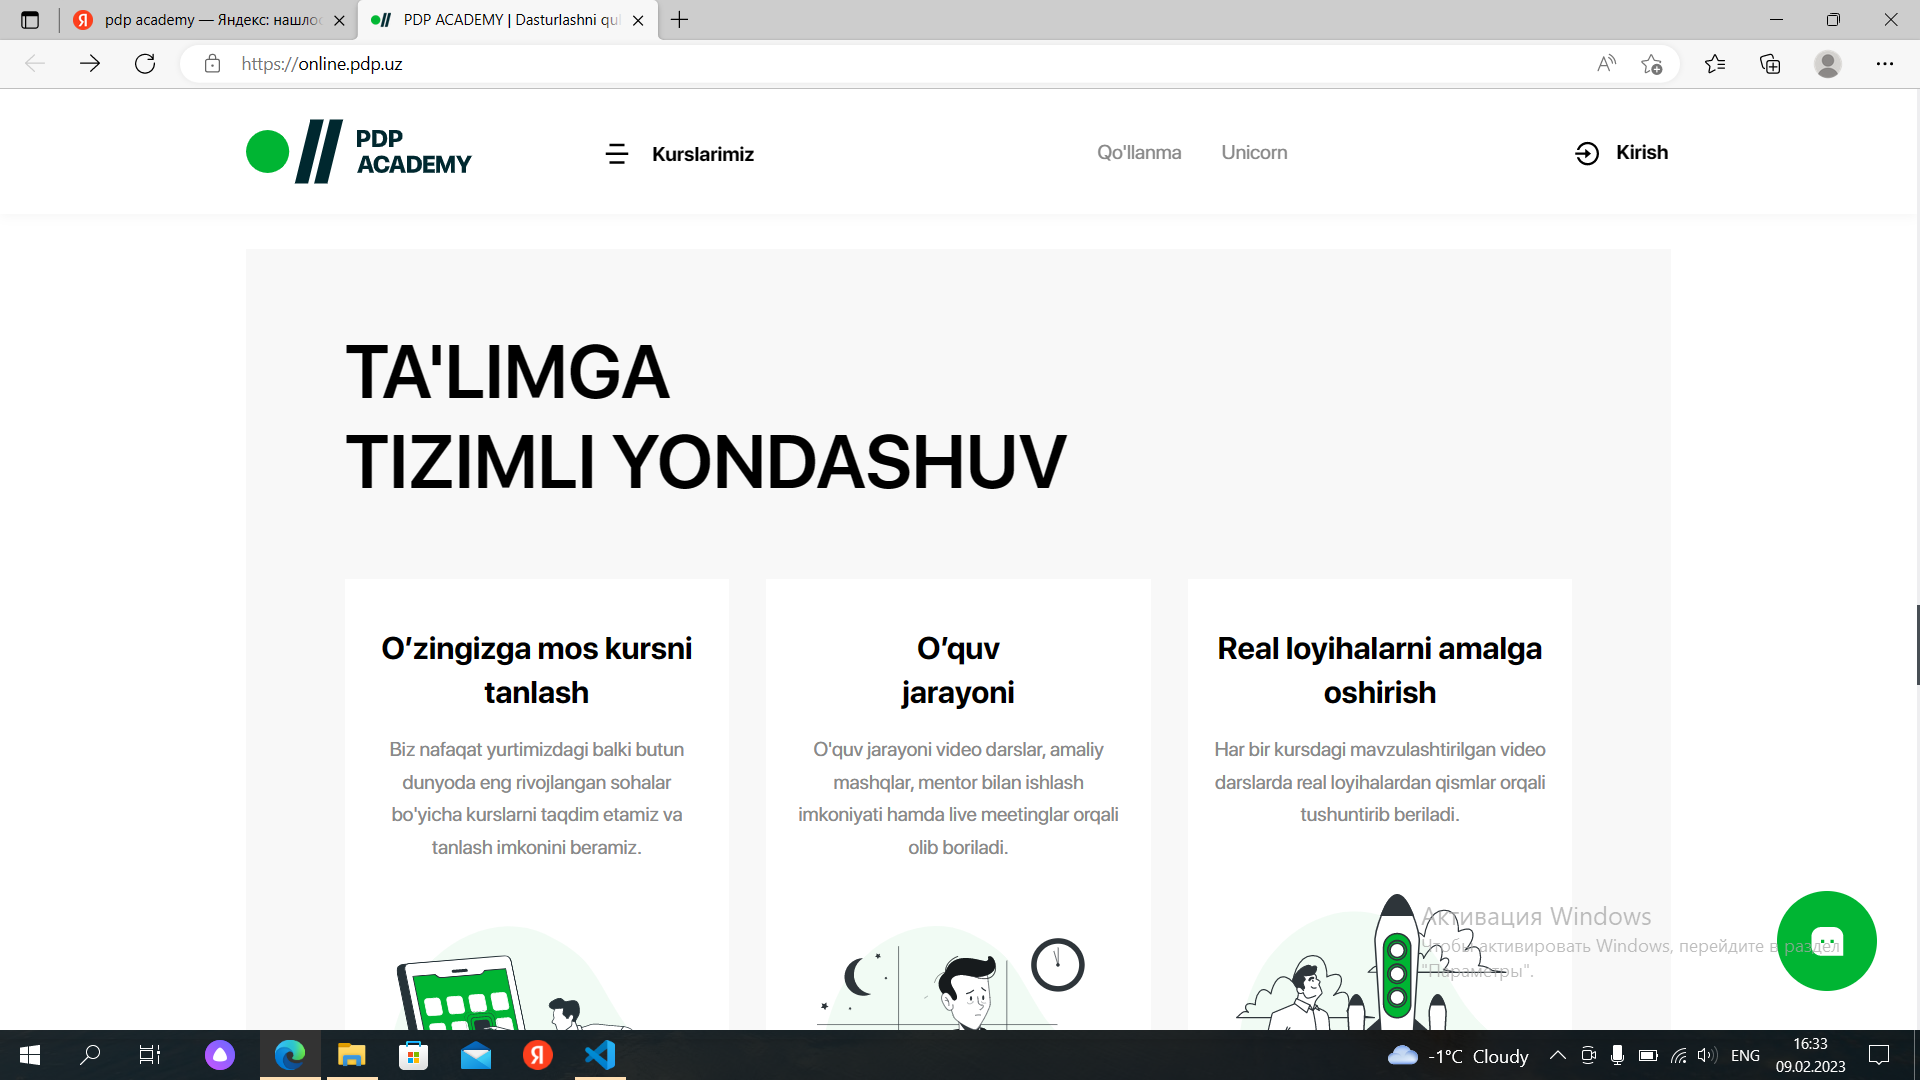 pdp academy — Яндекс: нашлос
PDP ACADEMY | Dasturlashni qul
https://online.pdp.uz
PDP
ACADEMY
Kurslarimiz
Qo'llanma
Unicorn
Kirish
TA'LIMGA
TIZIMLI YONDASHUV
O’zingizga mos kursni
tanlash
Biz nafaqat yurtimizdagi balki butun
dunyoda eng rivojlangan sohalar
bo'yicha kurslarni taqdim etamiz va
tanlash imkonini beramiz.
O’quv
jarayoni
O'quv jarayoni video darslar, amaliy
mashqlar, mentor bilan ishlash
imkoniyati hamda live meetinglar orqali
olib boriladi.
Real loyihalarni amalga
oshirish
Har bir kursdagi mavzulashtirilgan video
darslarda real loyihalardan qismlar orqali
tushuntirib beriladi.
Активация Windows
Чтобы активировать Windows, перейдите в раздел
"Параметры".
-1°C Cloudy
ENG
16:33
09.02.2023